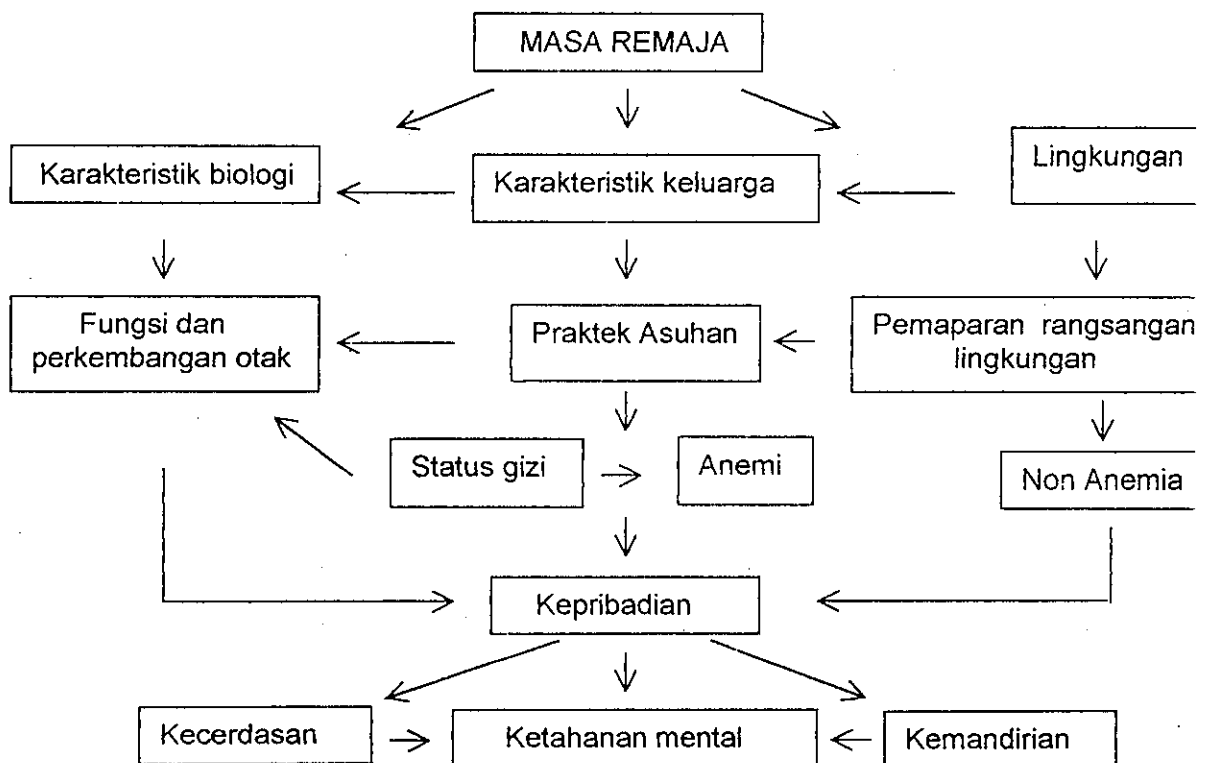 MASA REMAJA
Karakteristik biologi
Karakteristik keluarga
Lingkungan
Fungsi dan
perkembangan otak
Praktek Asuhan
Pemaparan rangsangan
lingkungan
Status gizi
Anemi
Non Anemia
Kepribadian
Kecerdasan
Ketahanan mental
Kemandirian